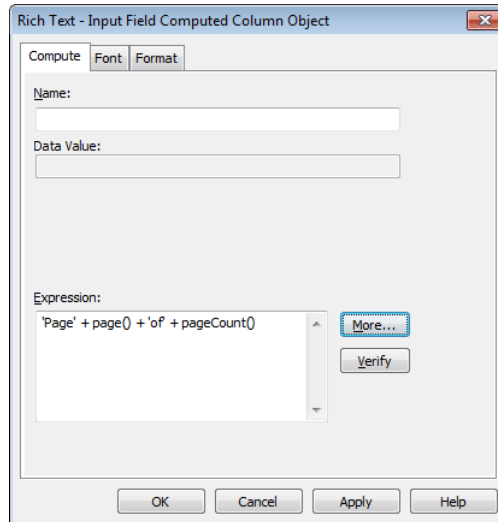 Rich Text - Input Field Computed Column Object
Compute Font Format
Name:
Data Value:
Expression:
'Page' + page() + 'of' + pageCount()
More...
Verify
OK Cancel Apply Help